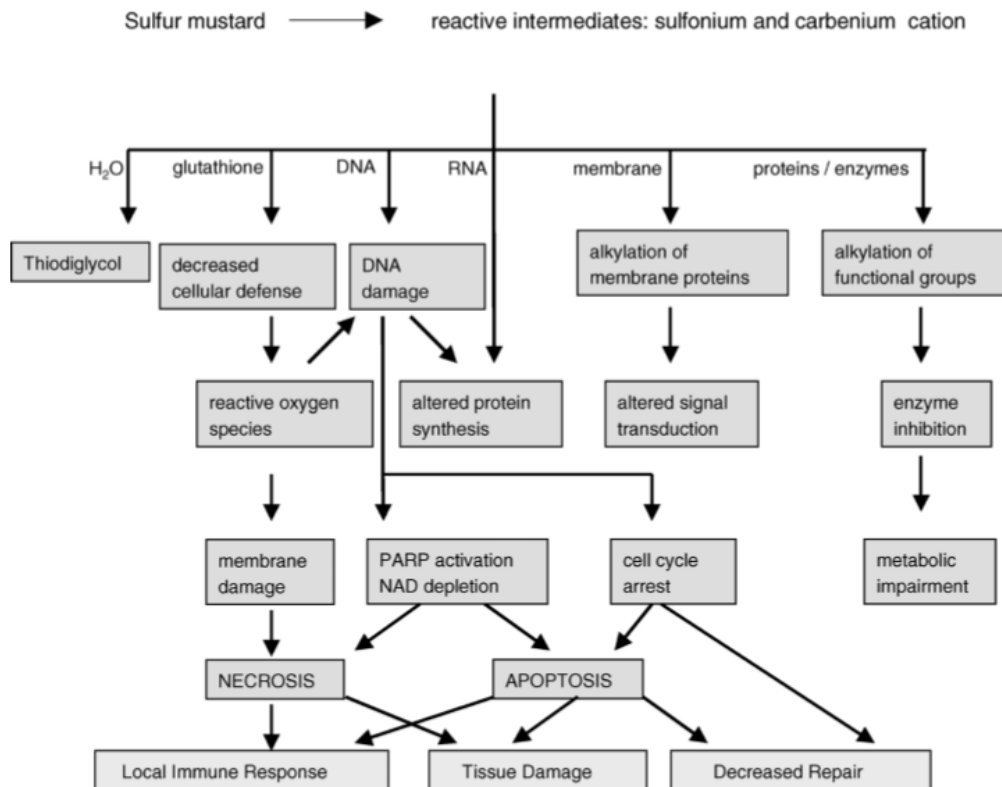 Sulfur mustard reactive intermediates: sulfonium and carbenium cation
H₂O glutathione DNA RNA membrane proteins / enzymes
Thiodiglycol
decreased
cellular defense
DNA
damage
alkylation of
membrane proteins
alkylation of
functional groups
reactive oxygen
species
altered protein
synthesis
altered signal
transduction
enzyme
inhibition
membrane
damage
PARP activation
NAD depletion
cell cycle
arrest
metabolic
impairment
NECROSIS
APOPTOSIS
Local Immune Response
Tissue Damage
Decreased Repair